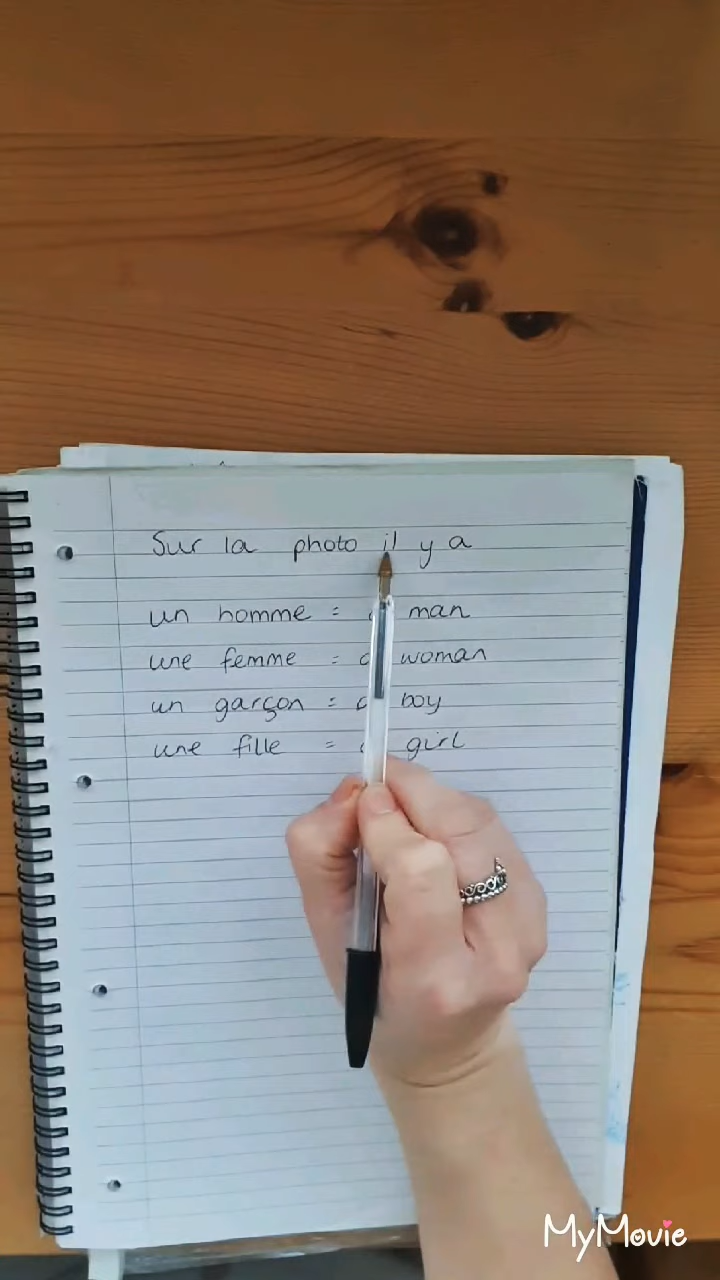 Sur la photo il y a
un homme = a man
une femme = a woman
un garçon = a boy
une fille = a girl
MyMovie